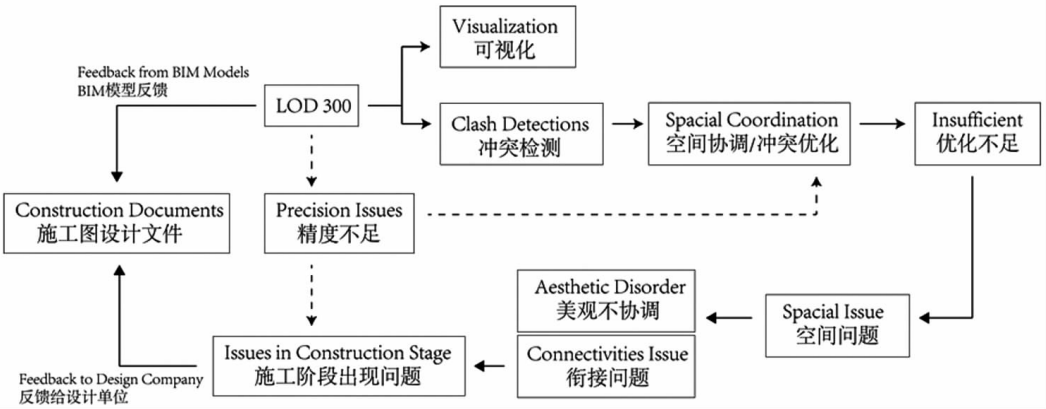 Visualization
可视化
Feedback from BIM Models
BIM模型反馈
LOD 300
Clash Detections
冲突检测
Spacial Coordination
空间协调/冲突优化
Insufficient
优化不足
Construction Documents
施工图设计文件
Precision Issues
精度不足
Aesthetic Disorder
美观不协调
Spacial Issue
空间问题
Issues in Construction Stage
施工阶段出现问题
Connectivities Issue
衔接问题
Feedback to Design Company
反馈给设计单位